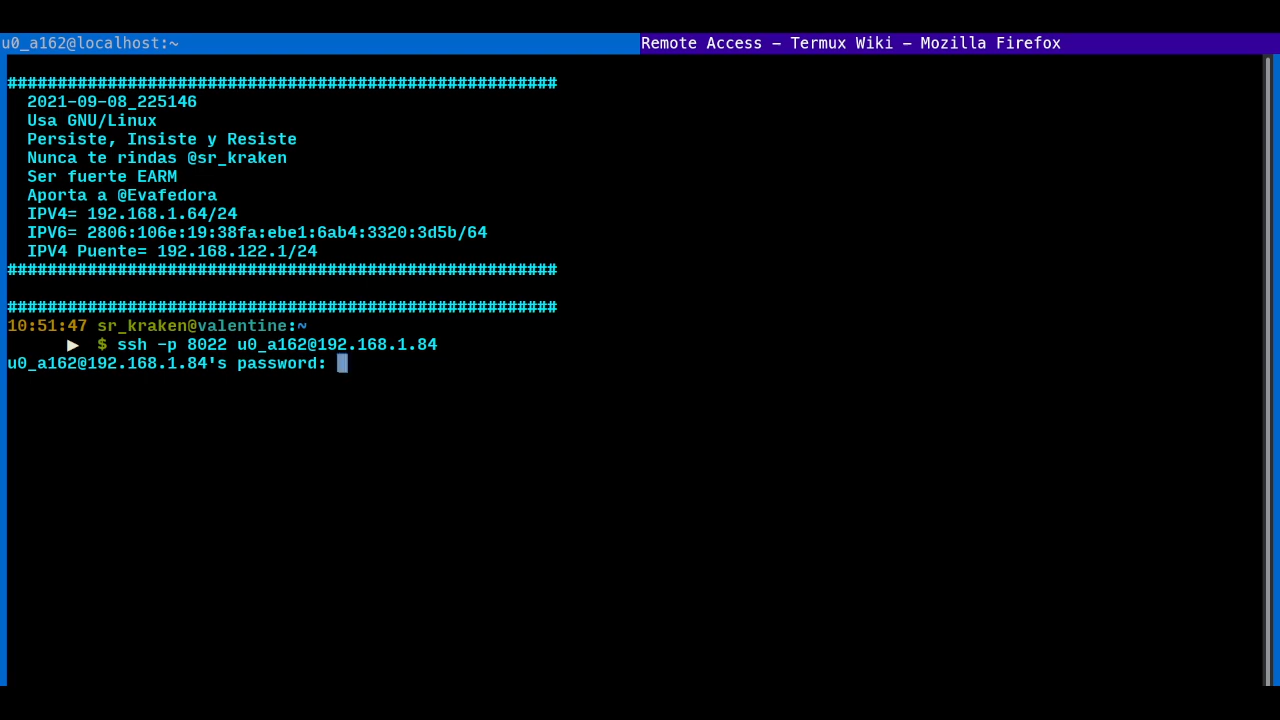 u0_a162@localhost:~
Remote Access – Termux Wiki — Mozilla Firefox
#######################################################
2021-09-08_225146
Usa GNU/Linux
Persiste, Insiste y Resiste
Nunca te rindas @sr_kraken
Ser fuerte EARM
Aporta a @Evafedora
IPV4= 192.168.1.64/24
IPV6= 2806:106e:19:38fa:ebe1:6ab4:3320:3d5b/64
IPV4 Puente= 192.168.122.1/24
#######################################################
#######################################################
10:51:47 sr_kraken@valentine:~
▶ $ ssh -p 8022 u0_a162@192.168.1.84
u0_a162@192.168.1.84's password: